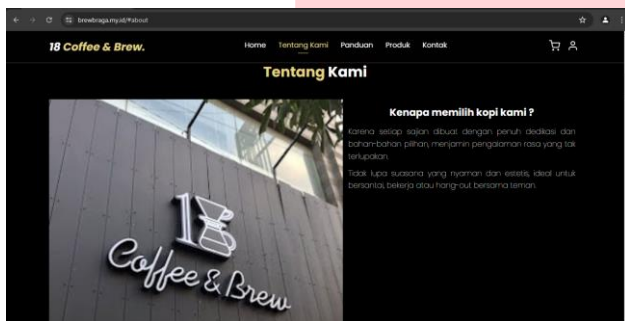 brewbraga.my.id/#about
18 Coffee & Brew.
Home Tentang Kami Panduan Produk Kontak
Tentang Kami
Kenapa memilih kopi kami ?
Karena setiap sajian dibuat dengan penuh dedikasi dan
bahan-bahan pilihan, menjamin pengalaman rasa yang tak
terlupakan.
Tidak lupa suasana yang nyaman dan estetis, ideal untuk
bersantai, bekerja atau hang-out bersama teman.
18
Coffee & Brew